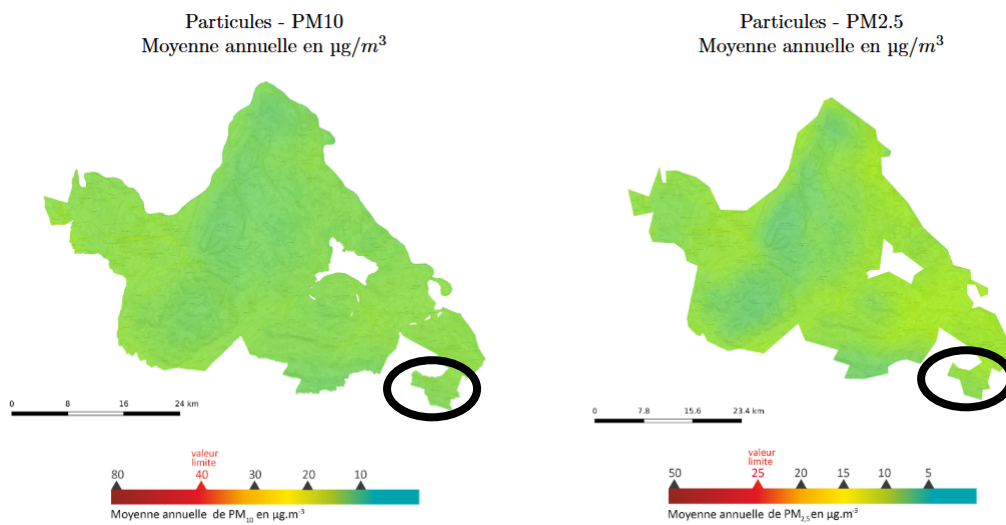 Particules - PM10
Moyenne annuelle en µg/m³
0 8 16 24 km
valeur
limite
80 40 30 20 10
Moyenne annuelle de PM₁₀ en µg.m⁻³
Particules - PM2.5
Moyenne annuelle en µg/m³
0 7.8 15.6 23.4 km
valeur
limite
50 25 20 15 10 5
Moyenne annuelle de PM₂,₅ en µg.m⁻³